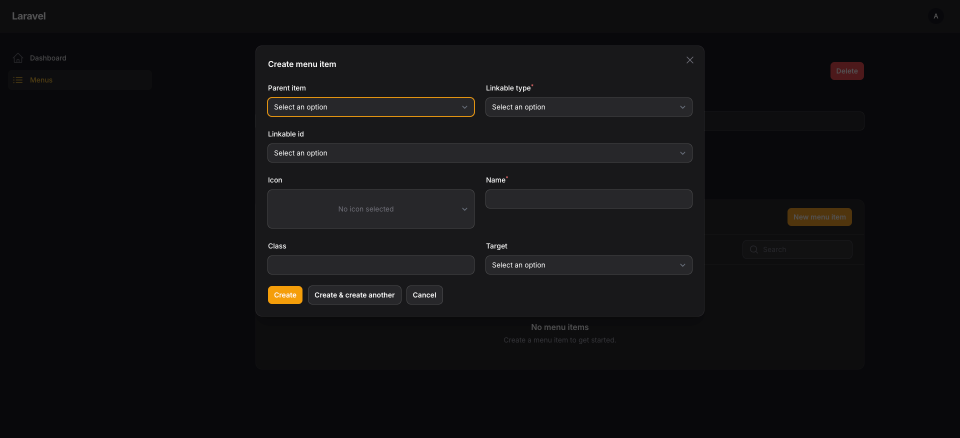 Laravel
A
Dashboard
Menus
Delete
Create menu item
Parent item
Linkable type*
Select an option
Select an option
Linkable id
Select an option
Icon
Name*
No icon selected
New menu item
Search
Class
Target
Select an option
Create
Create & create another
Cancel
No menu items
Create a menu item to get started.